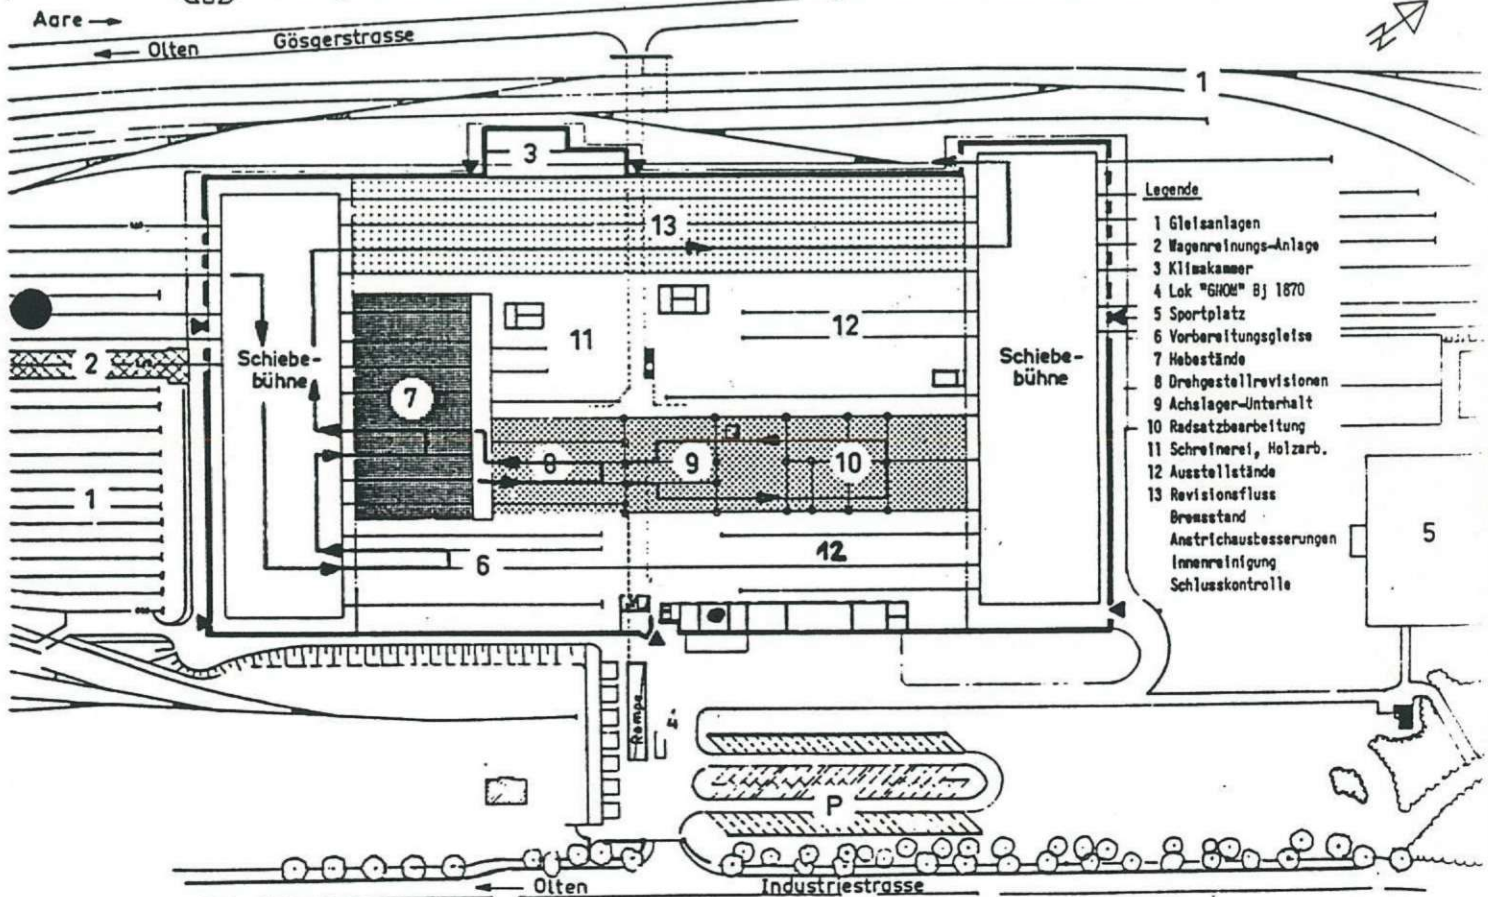 Aare →
← Olten Gösgerstrasse
N
1
3
13
Legende
1 Gleisanlagen
2 Wagenreinungs-Anlage
3 Klimakammer
4 Lok "GNOM" Bj 1870
5 Sportplatz
6 Vorbereitungsgleise
7 Hebestände
8 Drehgestellrevisionen
9 Achslager-Unterhalt
10 Radsatzbearbeitung
11 Schreinerei, Holzarb.
12 Ausstellstände
13 Revisionsfluss
Bremsstand
Anstrichausbesserungen
Innenreinigung
Schlusskontrolle
2
Schiebe-
bühne
11
12
Schiebe-
bühne
7
8
9
10
1
6
12
5
Rampe
P
← Olten Industriestrasse